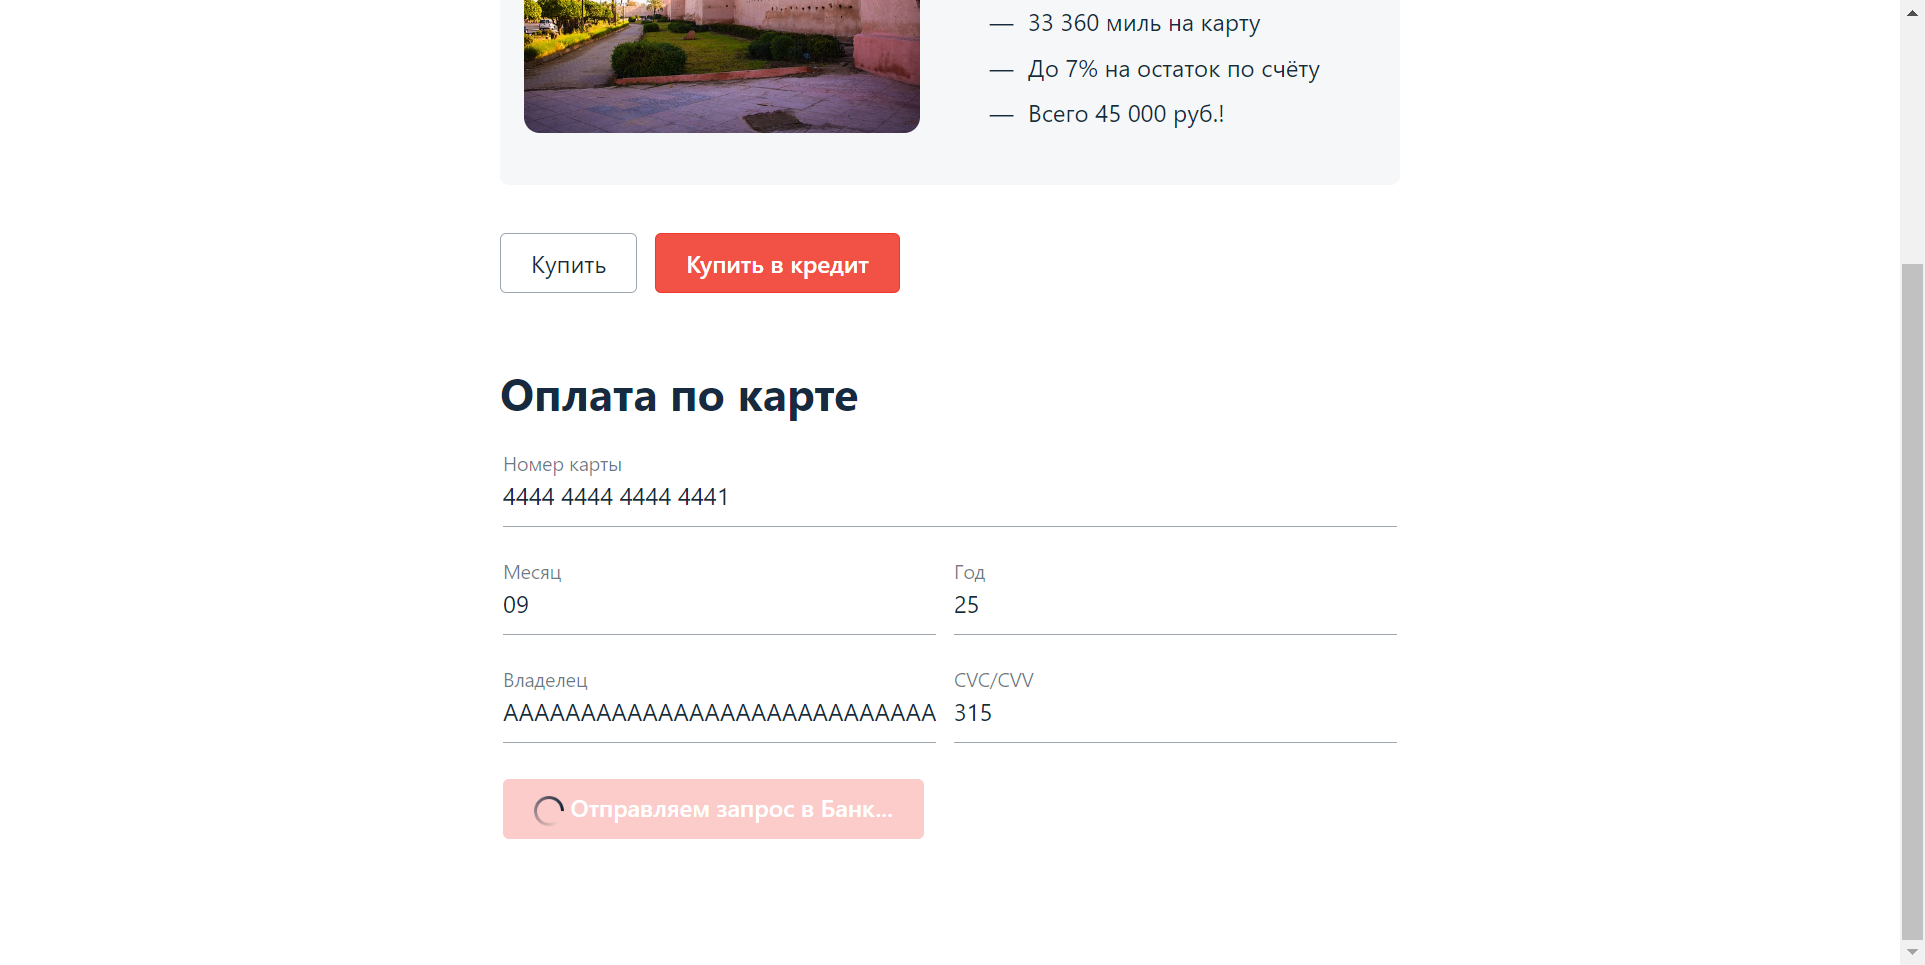 — 33 360 миль на карту
— До 7% на остаток по счёту
— Всего 45 000 руб.!
Купить Купить в кредит
Оплата по карте
Номер карты
4444 4444 4444 4441
Месяц Год
09 25
Владелец CVC/CVV
AAAAAAAAAAAAAAAAAAAAAAAAAAAA 315
Отправляем запрос в Банк...